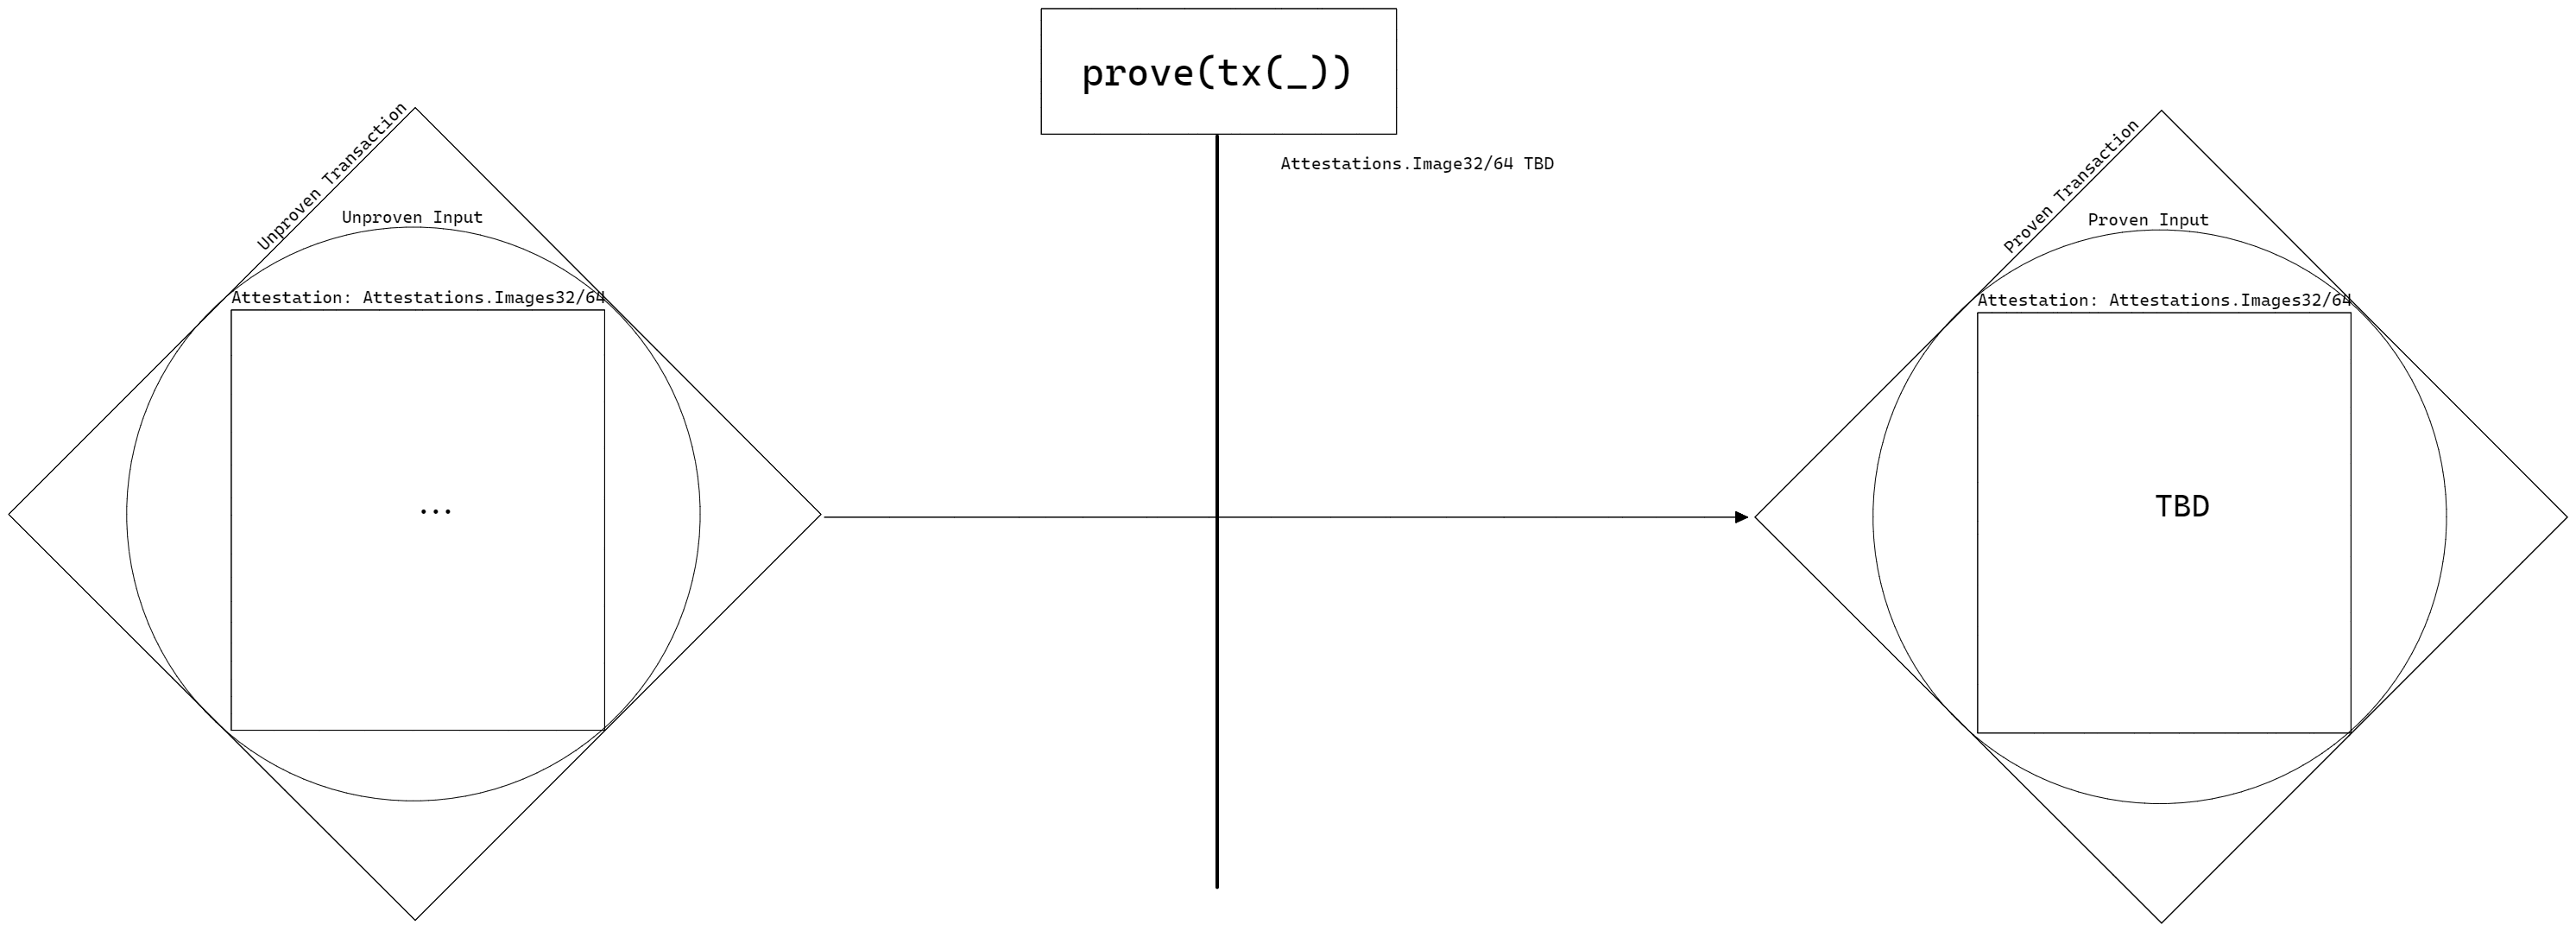 prove(tx(_))
Attestations.Image32/64 TBD
Unproven Transaction
Unproven Input
Attestation: Attestations.Images32/64
...
Proven Transaction
Proven Input
Attestation: Attestations.Images32/64
TBD